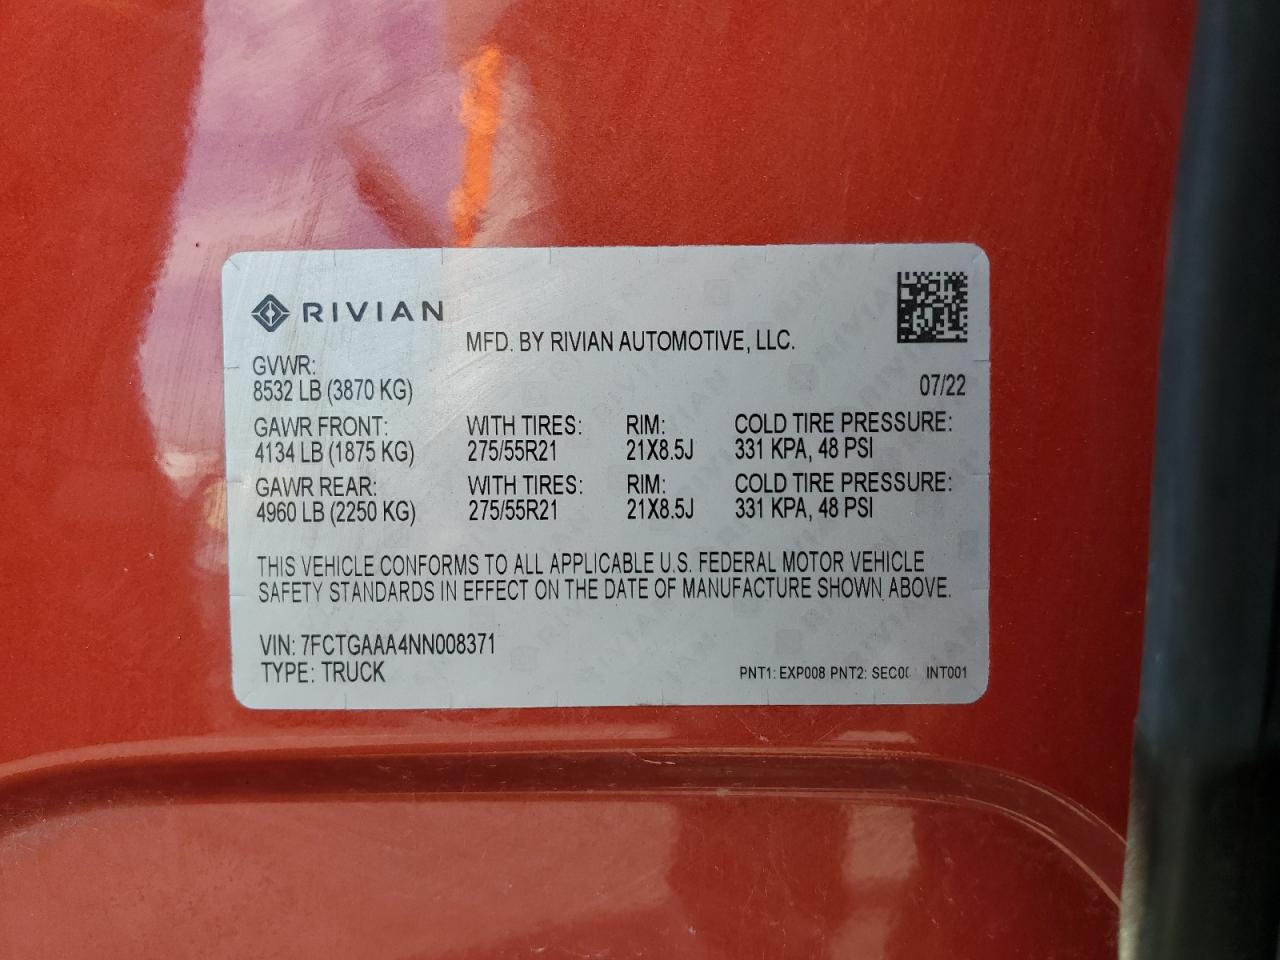 RIVIAN
MFD. BY RIVIAN AUTOMOTIVE, LLC.
GVWR:
8532 LB (3870 KG) 07/22
GAWR FRONT: WITH TIRES: RIM: COLD TIRE PRESSURE:
4134 LB (1875 KG) 275/55R21 21X8.5J 331 KPA, 48 PSI
GAWR REAR: WITH TIRES: RIM: COLD TIRE PRESSURE:
4960 LB (2250 KG) 275/55R21 21X8.5J 331 KPA, 48 PSI
THIS VEHICLE CONFORMS TO ALL APPLICABLE U.S. FEDERAL MOTOR VEHICLE
SAFETY STANDARDS IN EFFECT ON THE DATE OF MANUFACTURE SHOWN ABOVE.
VIN: 7FCTGAAA4NN008371
TYPE: TRUCK PNT1: EXP008 PNT2: INT001